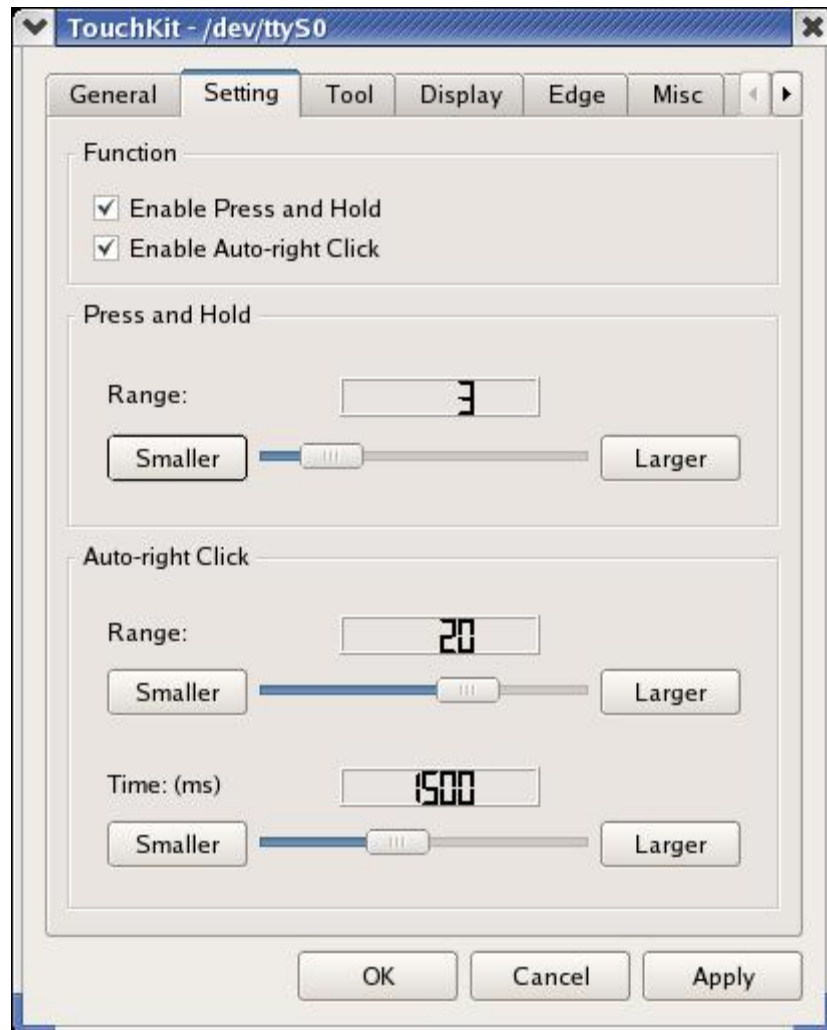 TouchKit - /dev/ttyS0
General Setting Tool Display Edge Misc
Function
Enable Press and Hold
Enable Auto-right Click
Press and Hold
Range: 3
Smaller Larger
Auto-right Click
Range: 20
Smaller Larger
Time: (ms) 1500
Smaller Larger
OK Cancel Apply